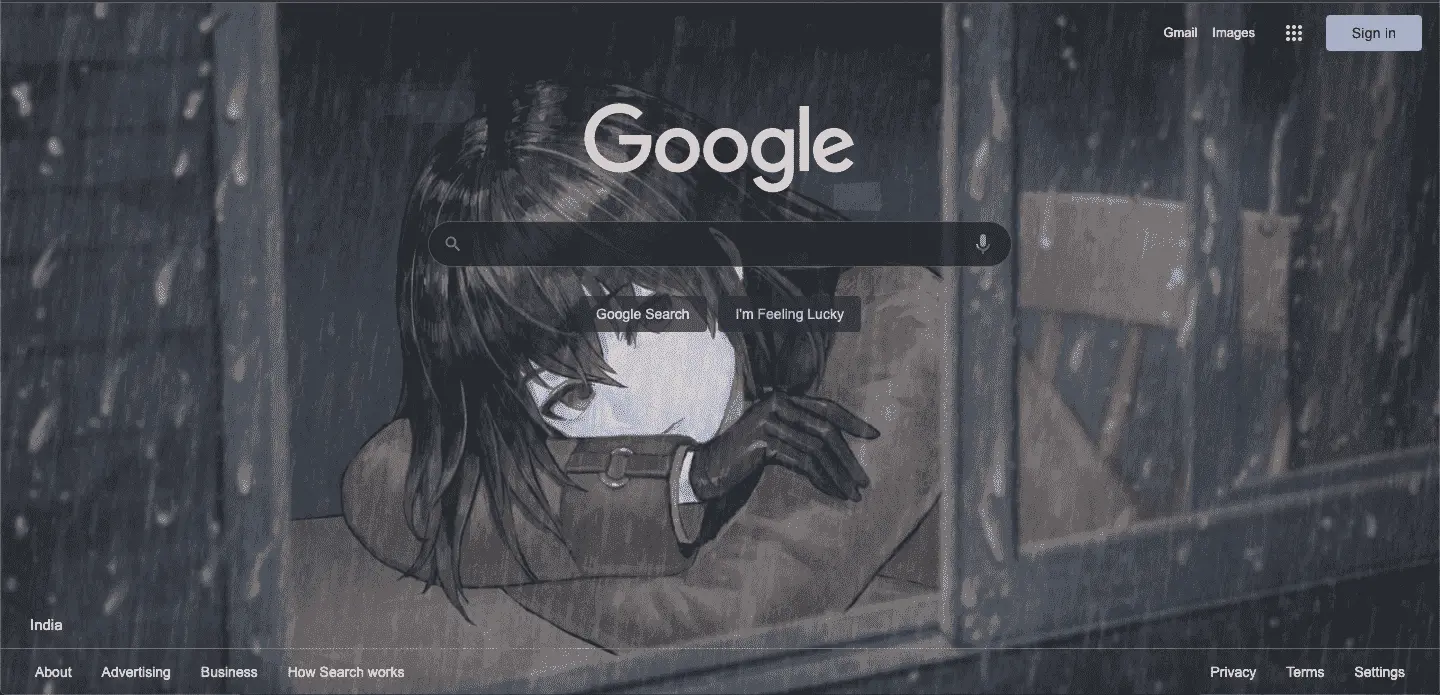 Gmail Images Sign in
Google
Google Search I'm Feeling Lucky
India
About Advertising Business How Search works Privacy Terms Settings